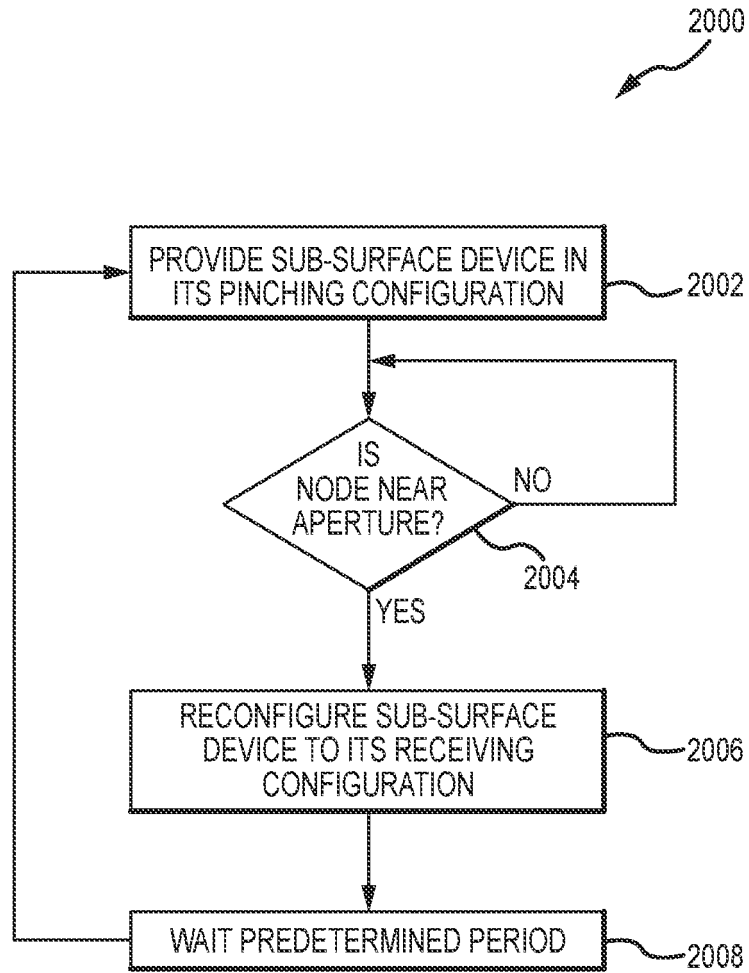 2000
PROVIDE SUB-SURFACE DEVICE IN
ITS PINCHING CONFIGURATION
2002
IS
NODE NEAR
APERTURE?
NO
2004
YES
RECONFIGURE SUB-SURFACE
DEVICE TO ITS RECEIVING
CONFIGURATION
2006
WAIT PREDETERMINED PERIOD
2008